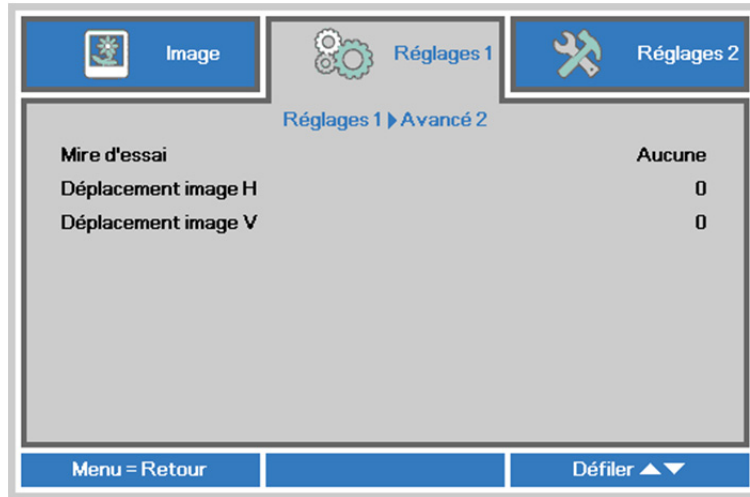 Image
Réglages 1
Réglages 2
Réglages 1 ▶ Avancé 2
Mire d'essai Aucune
Déplacement image H 0
Déplacement image V 0
Menu = Retour
Défiler ▲▼